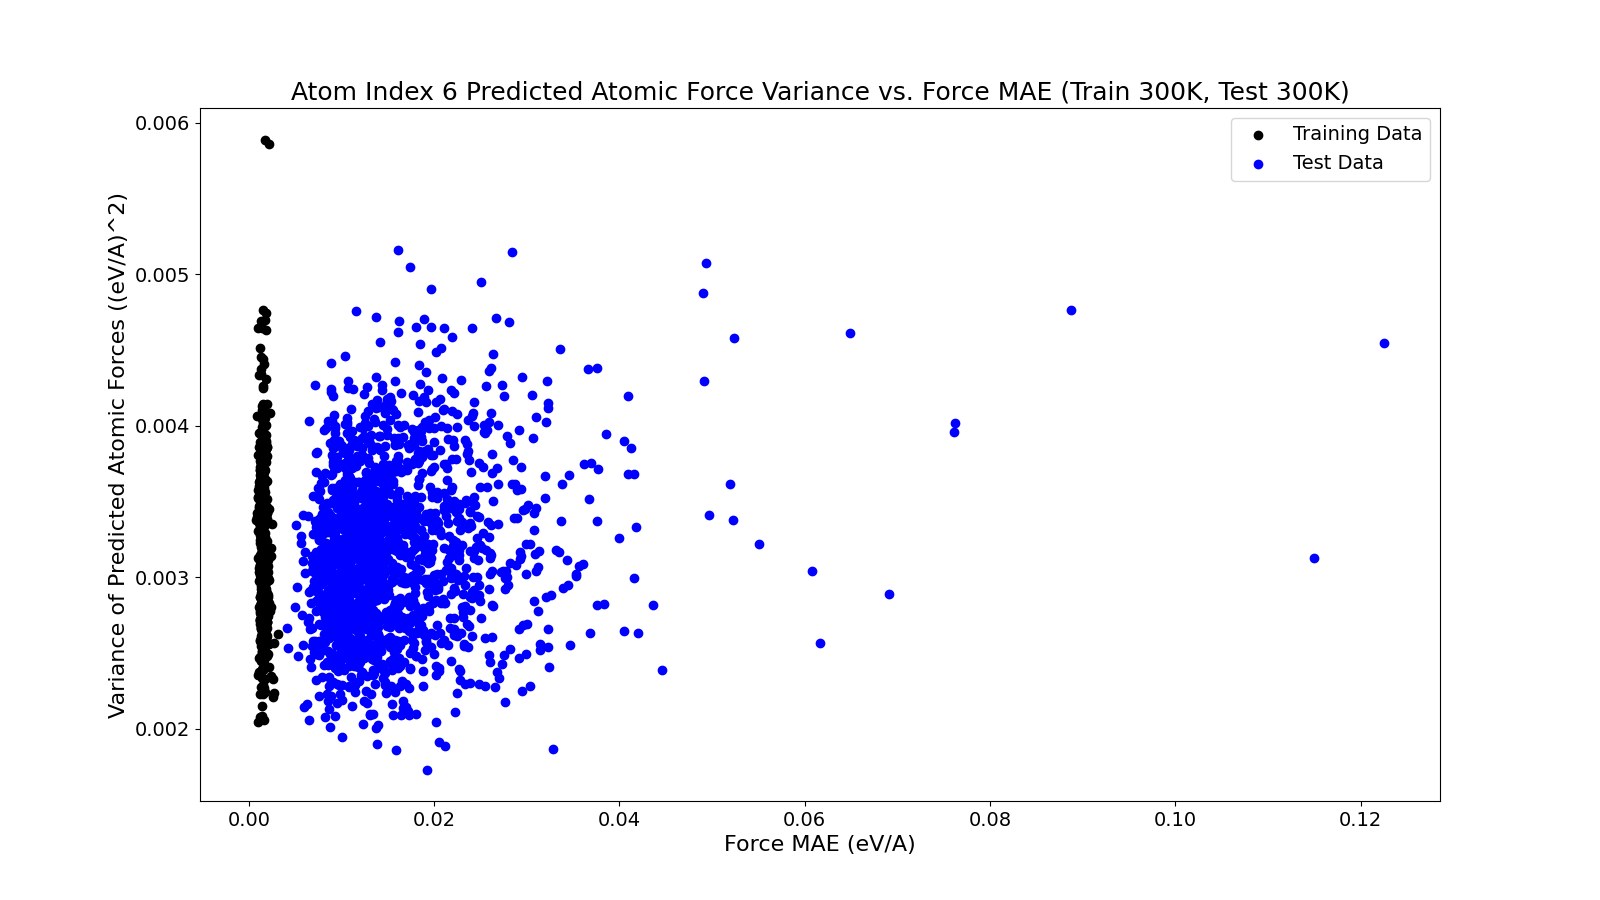 Atom Index 6 Predicted Atomic Force Variance vs. Force MAE (Train 300K, Test 300K)
Training Data
Test Data
Variance of Predicted Atomic Forces ((eV/A)^2)
0.006
0.005
0.004
0.003
0.002
0.00 0.02 0.04 0.06 0.08 0.10 0.12
Force MAE (eV/A)